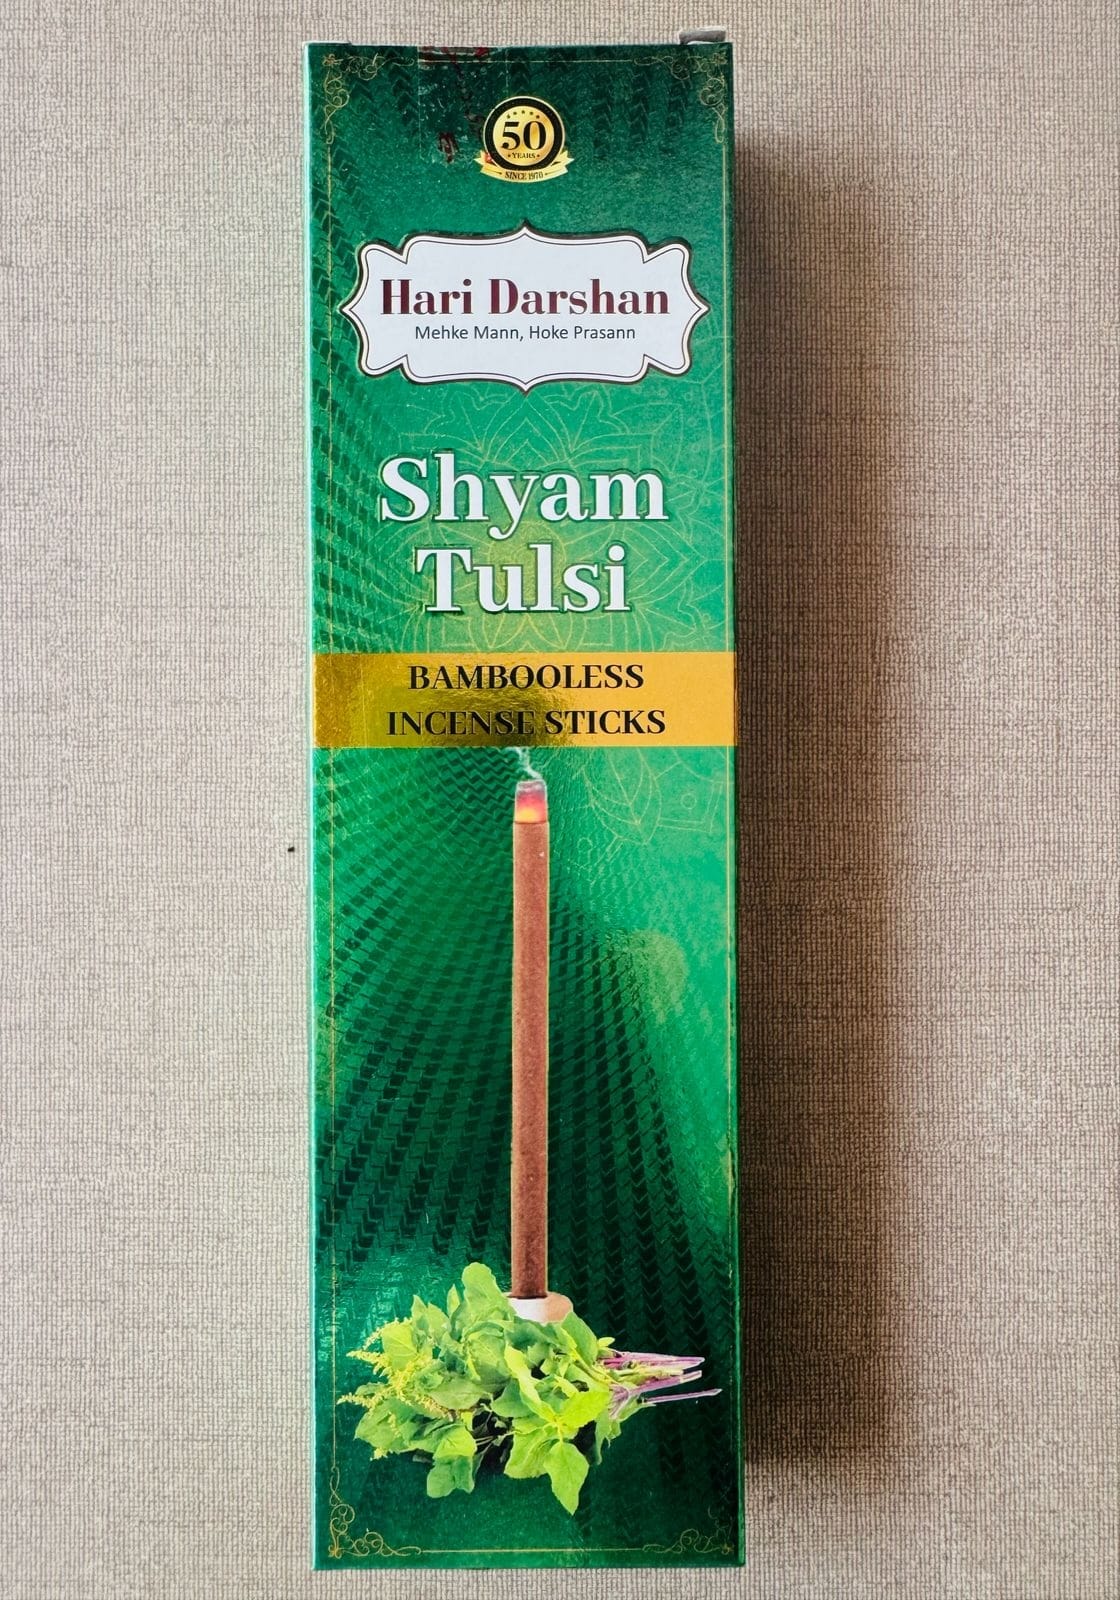 50
YEARS
SINCE 1970
Hari Darshan
Mehke Mann, Hoke Prasann
Shyam
Tulsi
BAMBOOLESS
INCENSE STICKS